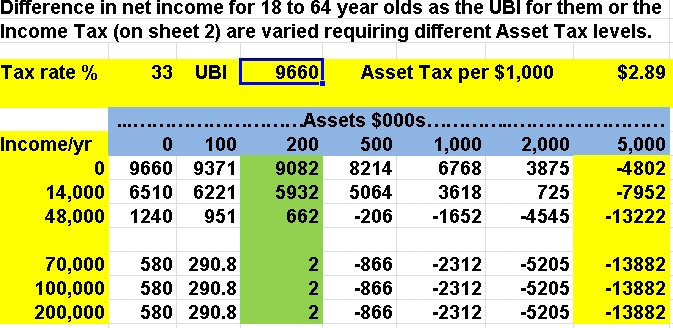 Difference in net income for 18 to 64 year olds as the UBI for them or the
Income Tax (on sheet 2) are varied requiring different Asset Tax levels.
Tax rate % 33 UBI 9660 Asset Tax per $1,000 $2.89
...................................Assets $000s...............................................
Income/yr 0 100 200 500 1,000 2,000 5,000
0 9660 9371 9082 8214 6768 3875 -4802
14,000 6510 6221 5932 5064 3618 725 -7952
48,000 1240 951 662 -206 -1652 -4545 -13222
70,000 580 290.8 2 -866 -2312 -5205 -13882
100,000 580 290.8 2 -866 -2312 -5205 -13882
200,000 580 290.8 2 -866 -2312 -5205 -13882